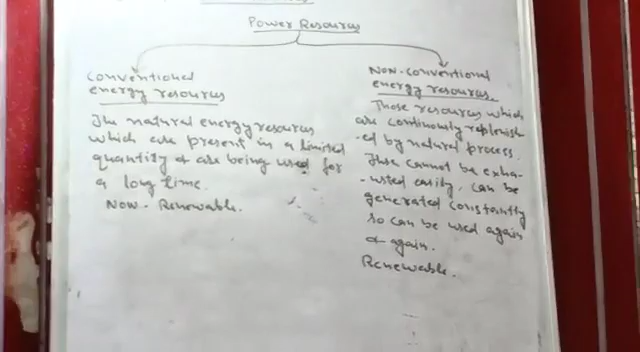 Power Resources
Conventional
energy resources
The natural energy resources
which are present in a limited
quantity & are being used for
a long time.
Non-Renewable.
Non-conventional
energy resources.
Those resources which
are continously replenish
-ed by natural process.
These cannot be exha-
-usted easily, can be
generated constantly
so can be used again
& again.
Renewable.